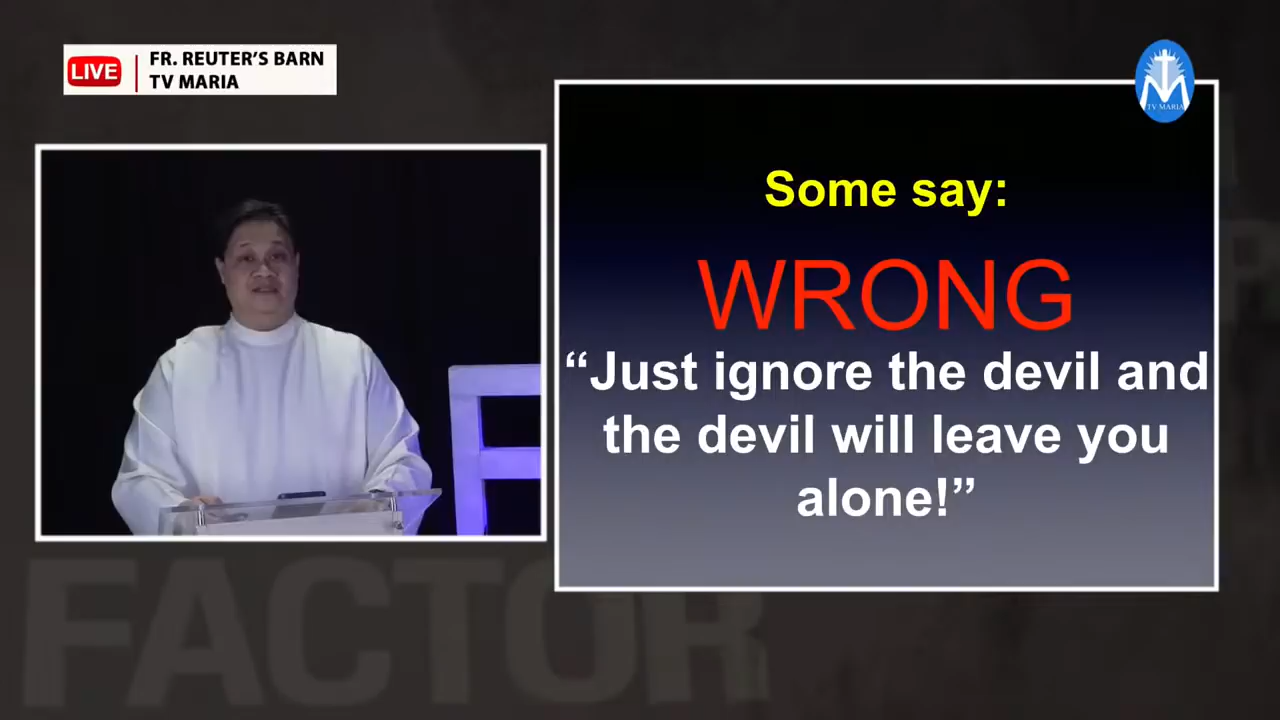 LIVE
FR. REUTER'S BARN
TV MARIA
TV MARIA
Some say:
WRONG
“Just ignore the devil and
the devil will leave you
alone!”
FACTOR